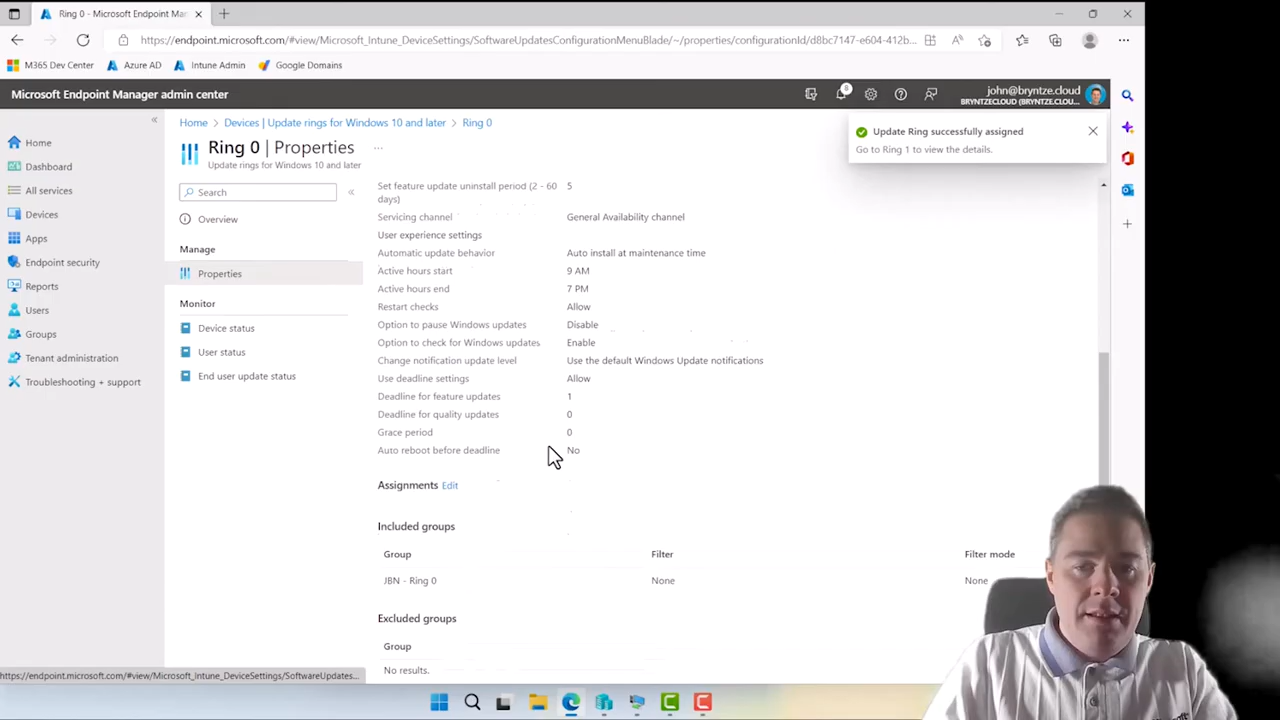 Ring 0 - Microsoft Endpoint Mar
https://endpoint.microsoft.com/#view/Microsoft_Intune_DeviceSettings/SoftwareUpdatesConfigurationMenuBlade/~/properties/configurationId/d8bc7147-e604-412b...
M365 Dev Center
Azure AD
Intune Admin
Google Domains
Microsoft Endpoint Manager admin center
john@bryntze.cloud
BRYNTZECLOUD (BRYNTZE.CLOU...
Home
Dashboard
All services
Devices
Apps
Endpoint security
Reports
Users
Groups
Tenant administration
Troubleshooting + support
Home > Devices | Update rings for Windows 10 and later > Ring 0
Ring 0 | Properties
Update rings for Windows 10 and later
Update Ring successfully assigned
Go to Ring 1 to view the details.
Search
Overview
Manage
Properties
Monitor
Device status
User status
End user update status
Set feature update uninstall period (2 - 60 days) 5
Servicing channel General Availability channel
User experience settings
Automatic update behavior Auto install at maintenance time
Active hours start 9 AM
Active hours end 7 PM
Restart checks Allow
Option to pause Windows updates Disable
Option to check for Windows updates Enable
Change notification update level Use the default Windows Update notifications
Use deadline settings Allow
Deadline for feature updates 1
Deadline for quality updates 0
Grace period 0
Auto reboot before deadline No
Assignments Edit
Included groups
Group Filter Filter mode
JBN - Ring 0 None None
Excluded groups
Group
No results.
https://endpoint.microsoft.com/#view/Microsoft_Intune_DeviceSettings/SoftwareUpdates...